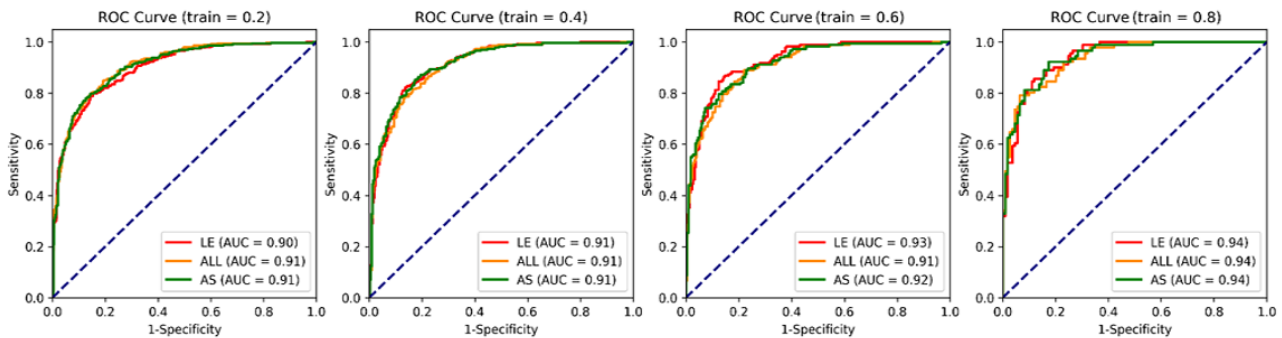 ROC Curve (train = 0.2)
1.0
0.8
0.6
0.4
0.2
0.0
Sensitivity
LE (AUC = 0.90)
ALL (AUC = 0.91)
AS (AUC = 0.91)
0.0 0.2 0.4 0.6 0.8 1.0
1-Specificity
ROC Curve (train = 0.4)
1.0
0.8
0.6
0.4
0.2
0.0
Sensitivity
LE (AUC = 0.91)
ALL (AUC = 0.91)
AS (AUC = 0.91)
0.0 0.2 0.4 0.6 0.8 1.0
1-Specificity
ROC Curve (train = 0.6)
1.0
0.8
0.6
0.4
0.2
0.0
Sensitivity
LE (AUC = 0.93)
ALL (AUC = 0.91)
AS (AUC = 0.92)
0.0 0.2 0.4 0.6 0.8 1.0
1-Specificity
ROC Curve (train = 0.8)
1.0
0.8
0.6
0.4
0.2
0.0
Sensitivity
LE (AUC = 0.94)
ALL (AUC = 0.94)
AS (AUC = 0.94)
0.0 0.2 0.4 0.6 0.8 1.0
1-Specificity